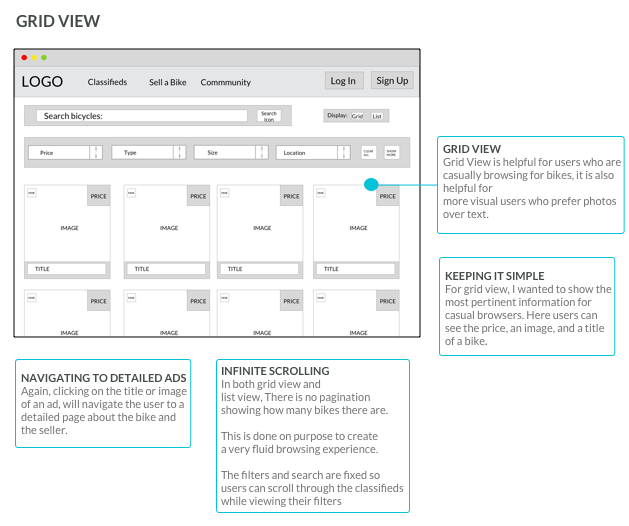 GRID VIEW
LOGO
Classifieds
Sell a Bike
Commmunity
Log In
Sign Up
Search bicycles:
Search
Icon
Display:
Grid
List
Price
Type
Size
Location
CLEAR
ALL
SHOW
MORE
PRICE
PRICE
PRICE
PRICE
IMAGE
IMAGE
IMAGE
IMAGE
TITLE
TITLE
TITLE
TITLE
PRICE
PRICE
PRICE
PRICE
IMAGE
IMAGE
IMAGE
IMAGE
GRID VIEW
Grid View is helpful for users who are
casually browsing for bikes, it is also
helpful for
more visual users who prefer photos
over text.
KEEPING IT SIMPLE
For grid view, I wanted to show the
most pertinent information for
casual browsers. Here users can
see the price, an image, and a title
of a bike.
NAVIGATING TO DETAILED ADS
Again, clicking on the title or image
of an ad, will navigate the user to a
detailed page about the bike and
the seller.
INFINITE SCROLLING
In both grid view and
list view, There is no pagination
showing how many bikes there are.
This is done on purpose to create
a very fluid browsing experience.
The filters and search are fixed so
users can scroll through the classifieds
while viewing their filters